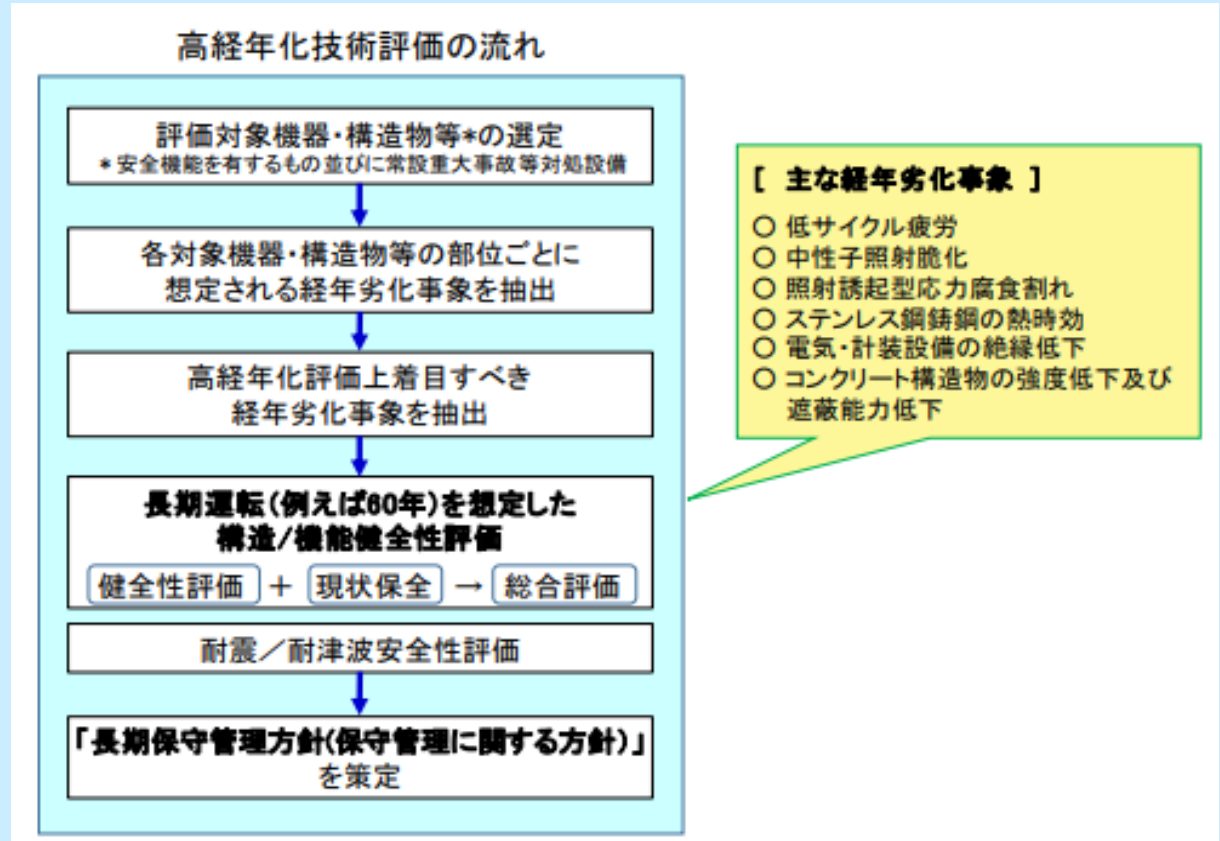 高経年化技術評価の流れ
評価対象機器・構造物等*の選定
*安全機能を有するもの並びに常設重大事故等対処設備
各対象機器・構造物等の部位ごとに
想定される経年劣化事象を抽出
高経年化評価上着目すべき
経年劣化事象を抽出
長期運転(例えば60年)を想定した
構造/機能健全性評価
健全性評価 + 現状保全 → 総合評価
耐震/耐津波安全性評価
「長期保守管理方針(保守管理に関する方針)」
を策定
[ 主な経年劣化事象 ]
○ 低サイクル疲労
○ 中性子照射脆化
○ 照射誘起型応力腐食割れ
○ ステンレス鋼鋳鋼の熱時効
○ 電気・計装設備の絶縁低下
○ コンクリート構造物の強度低下及び
遮蔽能力低下